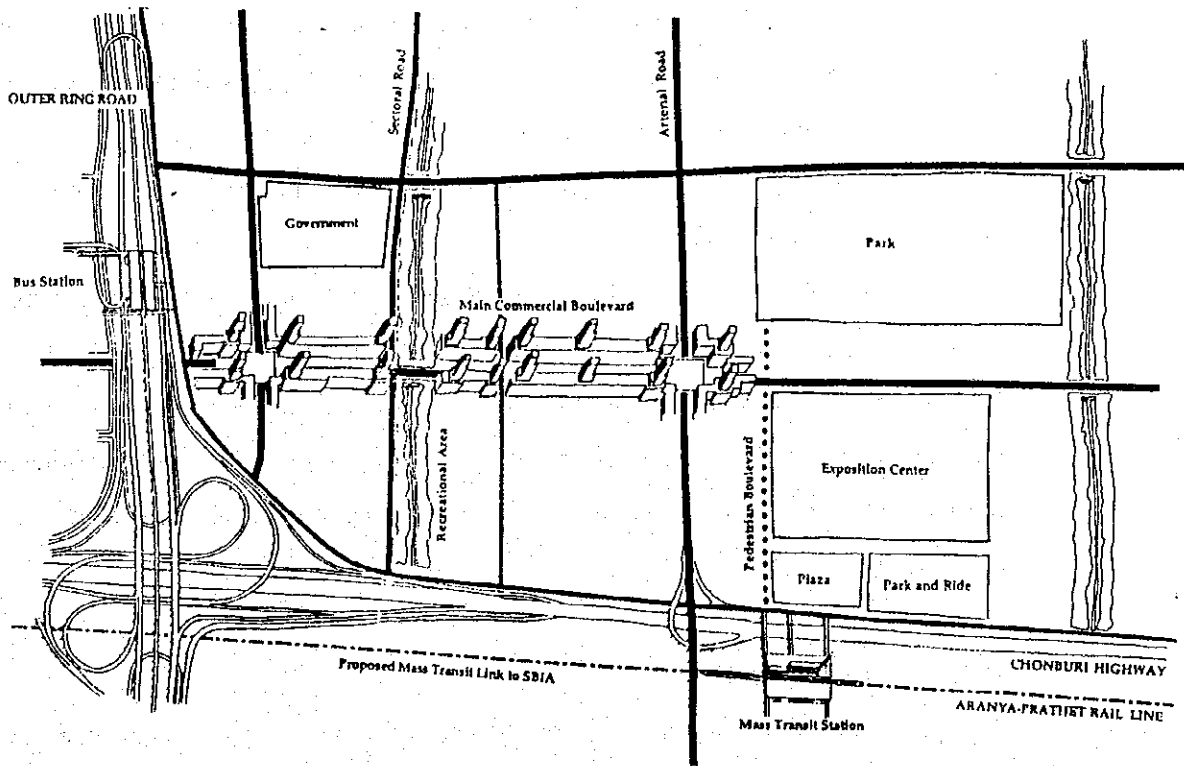 OUTER RING ROAD
Sectoral Road
Arterial Road
Government
Park
Bus Station
Main Commercial Boulevard
Recreational Area
Pedestrian Boulevard
Exposition Center
Plaza
Park and Ride
CHONBURI HIGHWAY
Proposed Mass Transit Link to SBIA
ARANYA-PRATHET RAIL LINE
Mass Transit Station